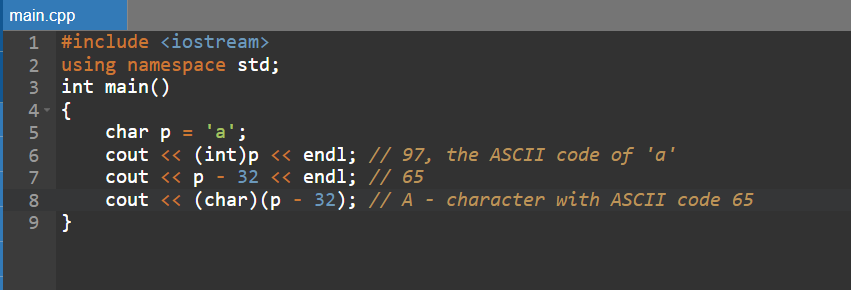 main.cpp
1 #include <iostream>
2 using namespace std;
3 int main()
4 {
5     char p = 'a';
6     cout << (int)p << endl; // 97, the ASCII code of 'a'
7     cout << p - 32 << endl; // 65
8     cout << (char)(p - 32); // A - character with ASCII code 65
9 }